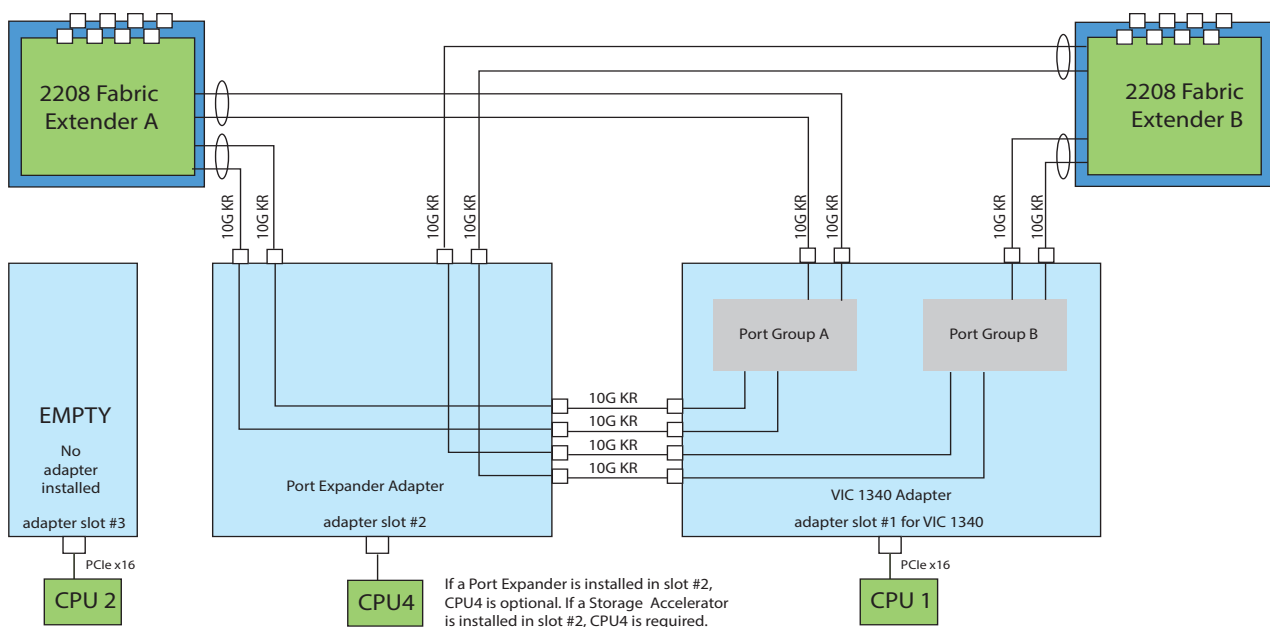 2208 Fabric
Extender A
2208 Fabric
Extender B
10G KR
10G KR
10G KR
10G KR
10G KR
10G KR
10G KR
10G KR
Port Group A
Port Group B
10G KR
10G KR
10G KR
10G KR
EMPTY
No
adapter
installed
adapter slot #3
Port Expander Adapter
adapter slot #2
VIC 1340 Adapter
adapter slot #1 for VIC 1340
PCIe x16
PCIe x16
CPU 2
CPU4
If a Port Expander is installed in slot #2,
CPU4 is optional. If a Storage Accelerator
is installed in slot #2, CPU4 is required.
CPU 1